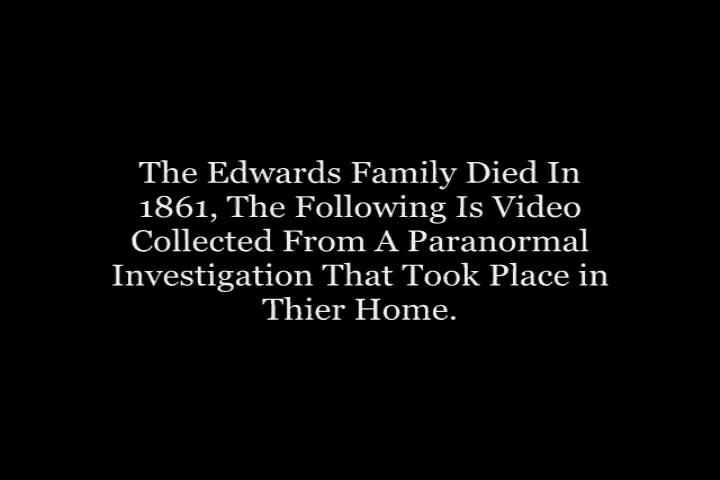 The Edwards Family Died In
1861, The Following Is Video
Collected From A Paranormal
Investigation That Took Place in
Thier Home.